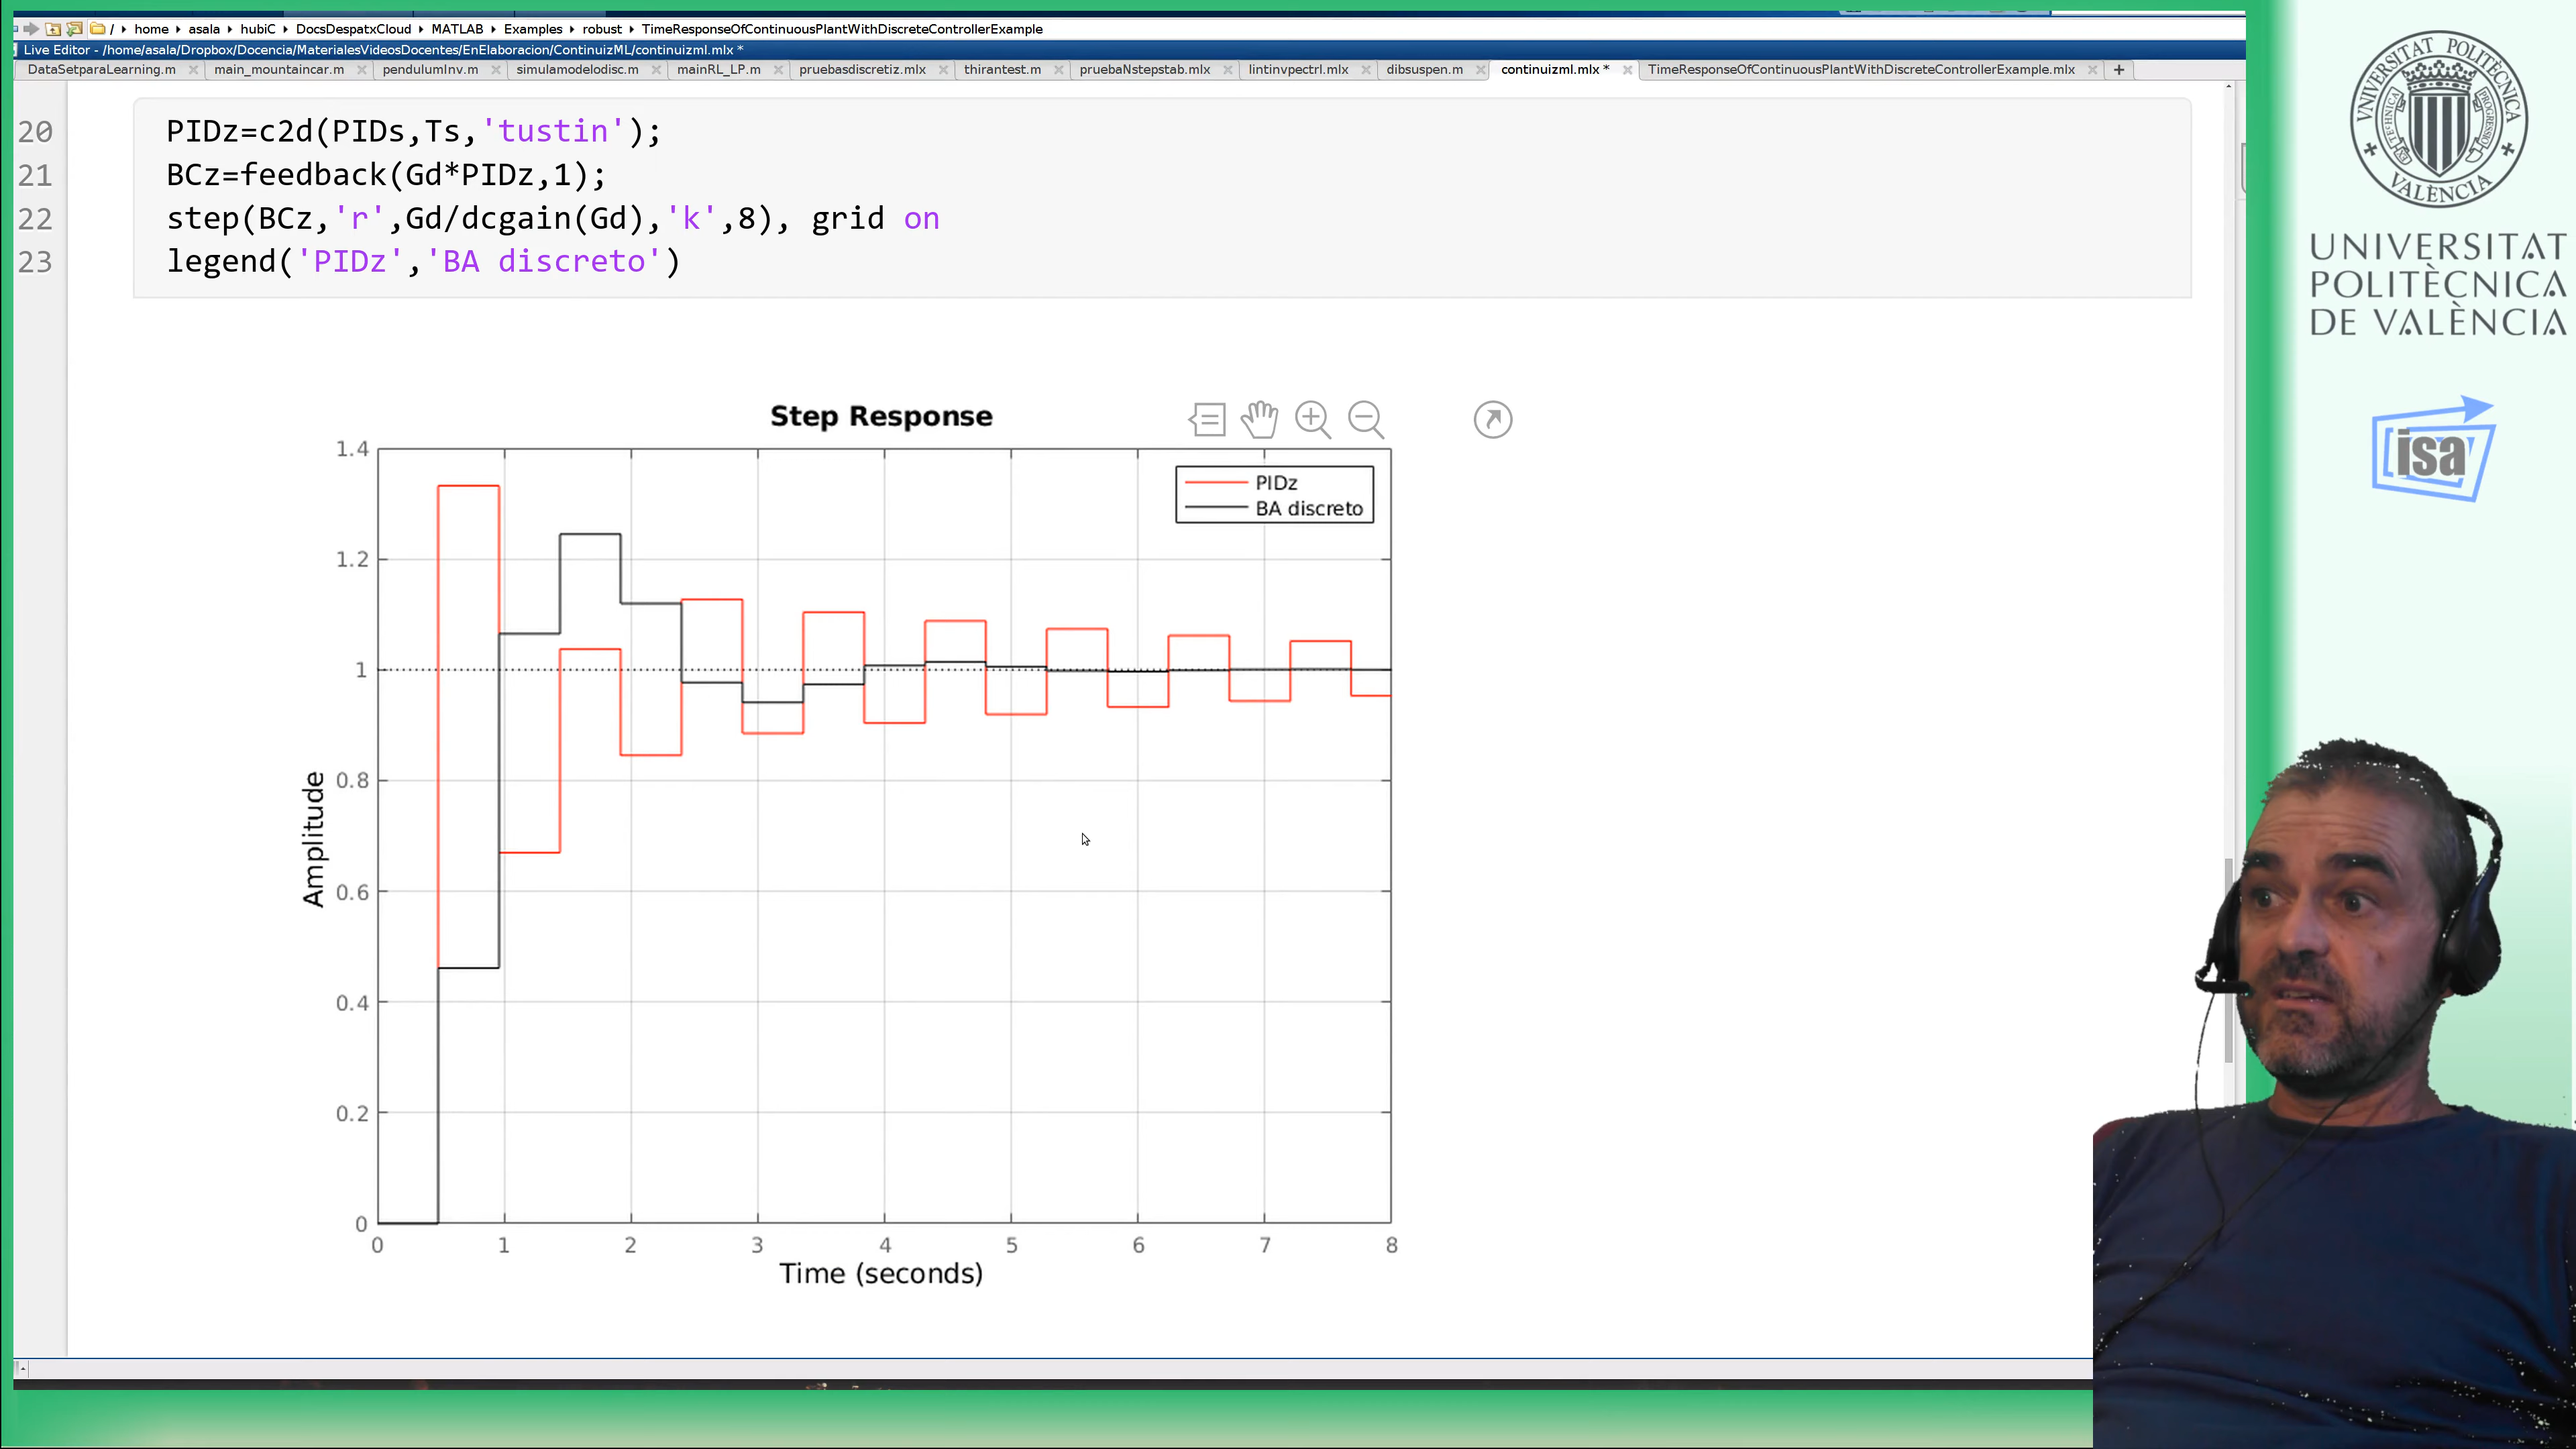 / home asala hubiC DocsDespatxCloud MATLAB Examples robust TimeResponseOfContinuousPlantWithDiscreteControllerExample
Live Editor - /home/asala/Dropbox/Docencia/MaterialesVideosDocentes/EnElaboracion/ContinuizML/continuizml.mlx *
DataSetparaLearning.m main_mountaincar.m pendulumInv.m simulamodelodisc.m mainRL_LP.m pruebasdiscretiz.mlx thirantest.m pruebaNstepstab.mlx lintinvpectrl.mlx dibsuspen.m continuizml.mlx * TimeResponseOfContinuousPlantWithDiscreteControllerExample.mlx +
20 PIDz=c2d(PIDs,Ts,'tustin');
21 BCz=feedback(Gd*PIDz,1);
22 step(BCz,'r',Gd/dcgain(Gd),'k',8), grid on
23 legend('PIDz','BA discreto')
Step Response
PIDz
BA discreto
1.4
1.2
1
0.8
0.6
0.4
0.2
0
Amplitude
0 1 2 3 4 5 6 7 8
Time (seconds)
UNIVERSITAT POLITÈCNICA
VALÈNCIA
UNIVERSITAT
POLITÈCNICA
DE VALÈNCIA
isa